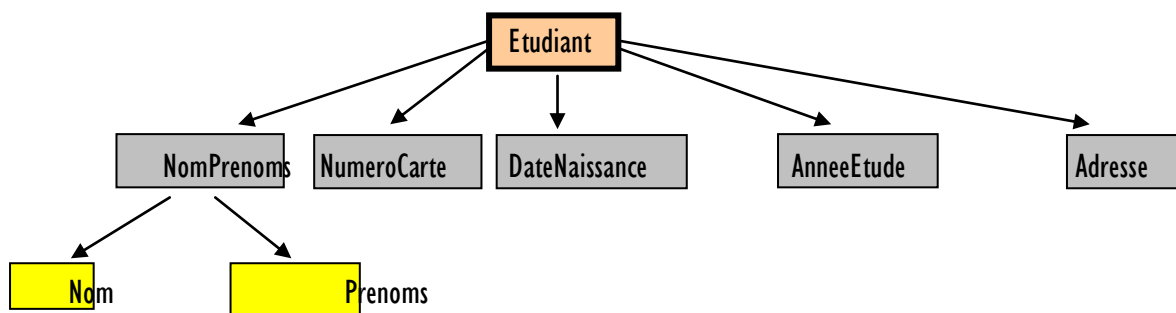 Etudiant
NomPrenoms
NumeroCarte
DateNaissance
AnneeEtude
Adresse
Nom
Prenoms